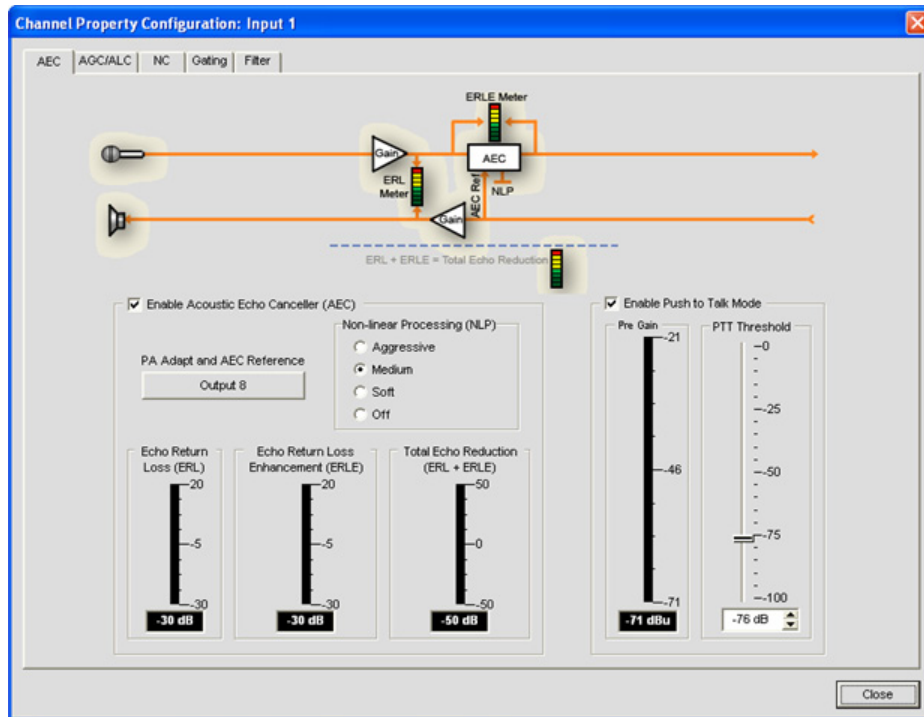 Channel Property Configuration: Input 1
AEC AGC/ALC NC Gating Filter
ERLE Meter
Gain
AEC
ERL
Meter
AEC Ref
NLP
Gain
ERL + ERLE = Total Echo Reduction
Enable Acoustic Echo Canceller (AEC)
PA Adapt and AEC Reference
Output 8
Non-linear Processing (NLP)
Aggressive
Medium
Soft
Off
Echo Return
Loss (ERL)
20
-5
-30
-30 dB
Echo Return Loss
Enhancement (ERLE)
20
-5
-30
-30 dB
Total Echo Reduction
(ERL + ERLE)
50
0
-50
-50 dB
Enable Push to Talk Mode
Pre Gain
-21
-46
-71
-71 dBu
PTT Threshold
0
-25
-50
-75
-100
-76 dB
Close